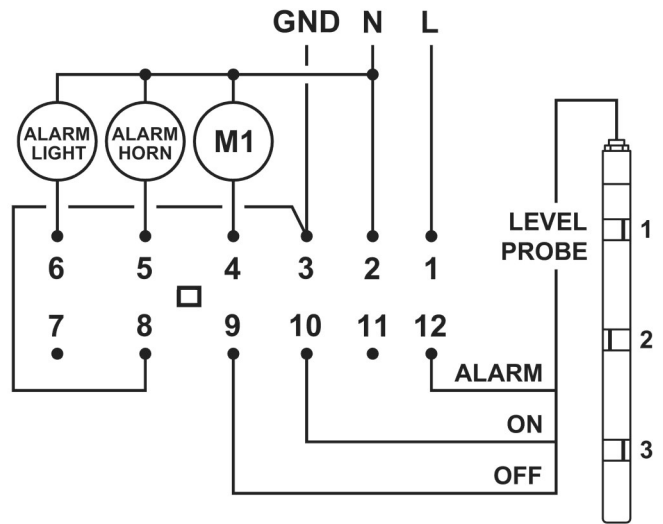 GND N L
ALARM
LIGHT
ALARM
HORN
M1
LEVEL
PROBE
1
6 5 4 3 2 1
7 8 9 10 11 12
2
ALARM
ON
3
OFF